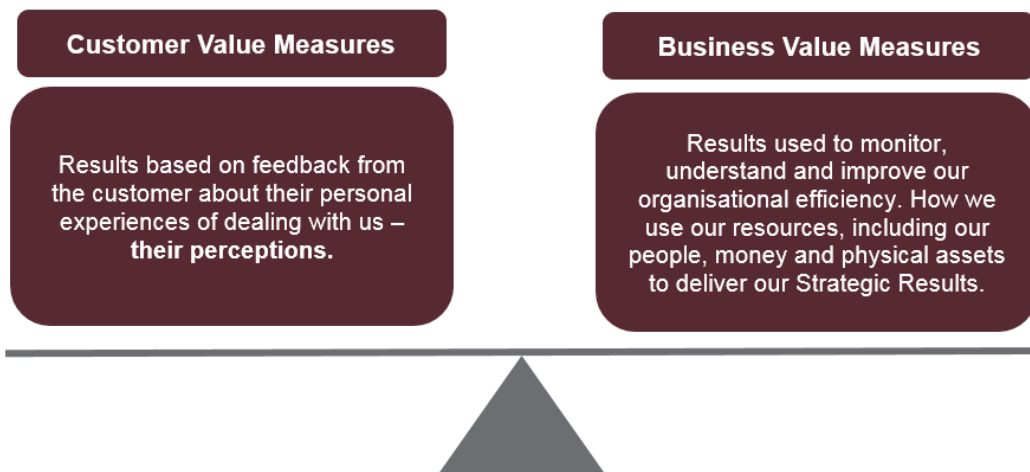 Customer Value Measures
Results based on feedback from
the customer about their personal
experiences of dealing with us –
their perceptions.
Business Value Measures
Results used to monitor,
understand and improve our
organisational efficiency. How we
use our resources, including our
people, money and physical assets
to deliver our Strategic Results.